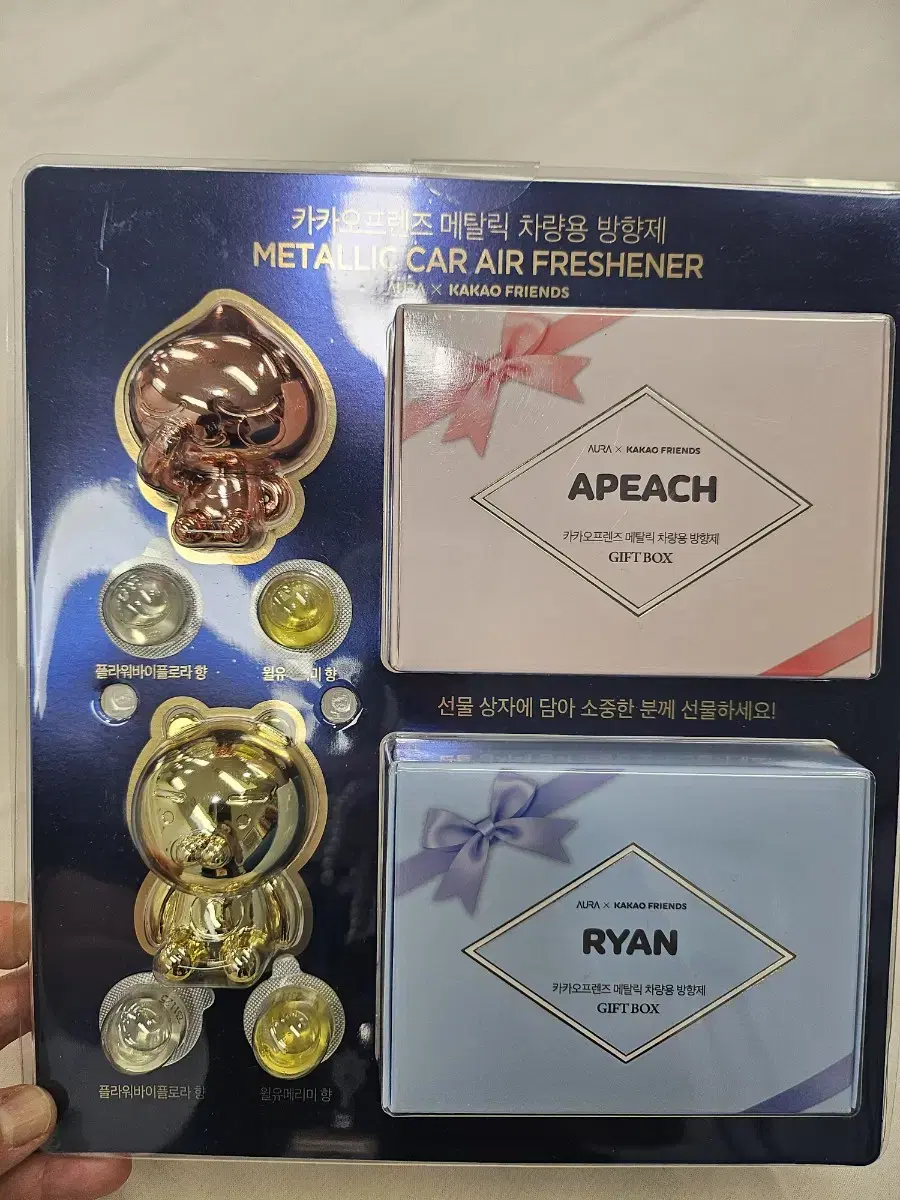 카카오프렌즈 메탈릭 차량용 방향제
METALLIC CAR AIR FRESHENER
AURA × KAKAO FRIENDS
AURA × KAKAO FRIENDS
APEACH
카카오프렌즈 메탈릭 차량용 방향제
GIFT BOX
플라워바이플로라 향
윌유 미 향
선물 상자에 담아 소중한 분께 선물하세요!
AURA × KAKAO FRIENDS
RYAN
카카오프렌즈 메탈릭 차량용 방향제
GIFT BOX
플라워바이플로라 향
윌유메리미 향